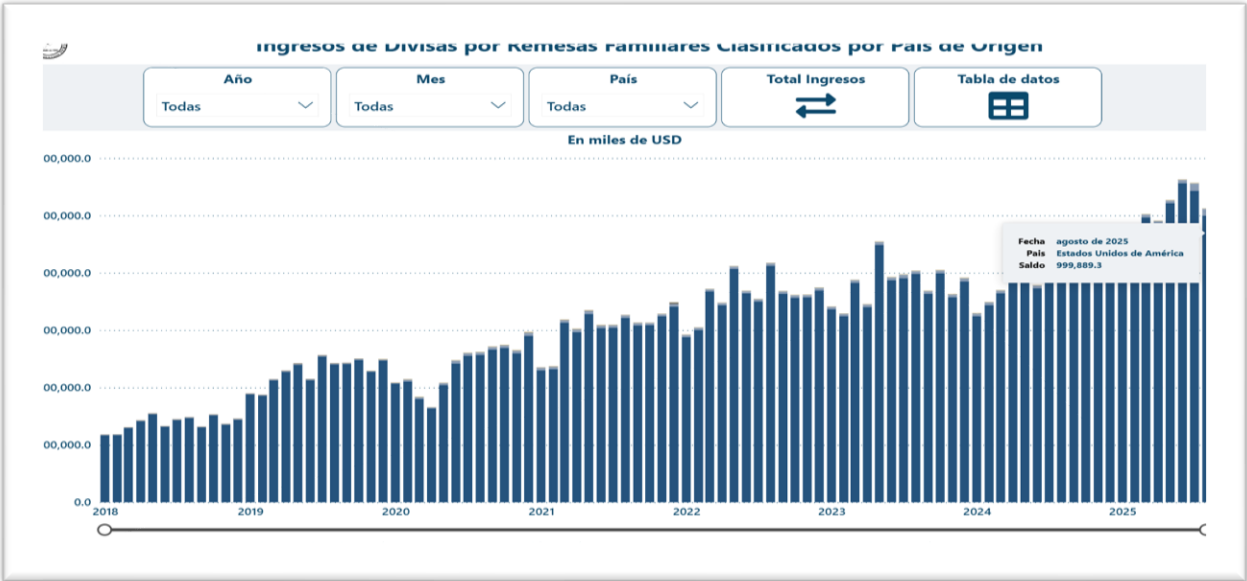 Ingresos de Divisas por Remesas Familiares Clasificados por País de Origen
Año
Todas
Mes
Todas
País
Todas
Total Ingresos
Tabla de datos
En miles de USD
00,000.0
00,000.0
00,000.0
00,000.0
00,000.0
00,000.0
0.0
Fecha agosto de 2025
Pais Estados Unidos de América
Saldo 999,889.3
2018 2019 2020 2021 2022 2023 2024 2025